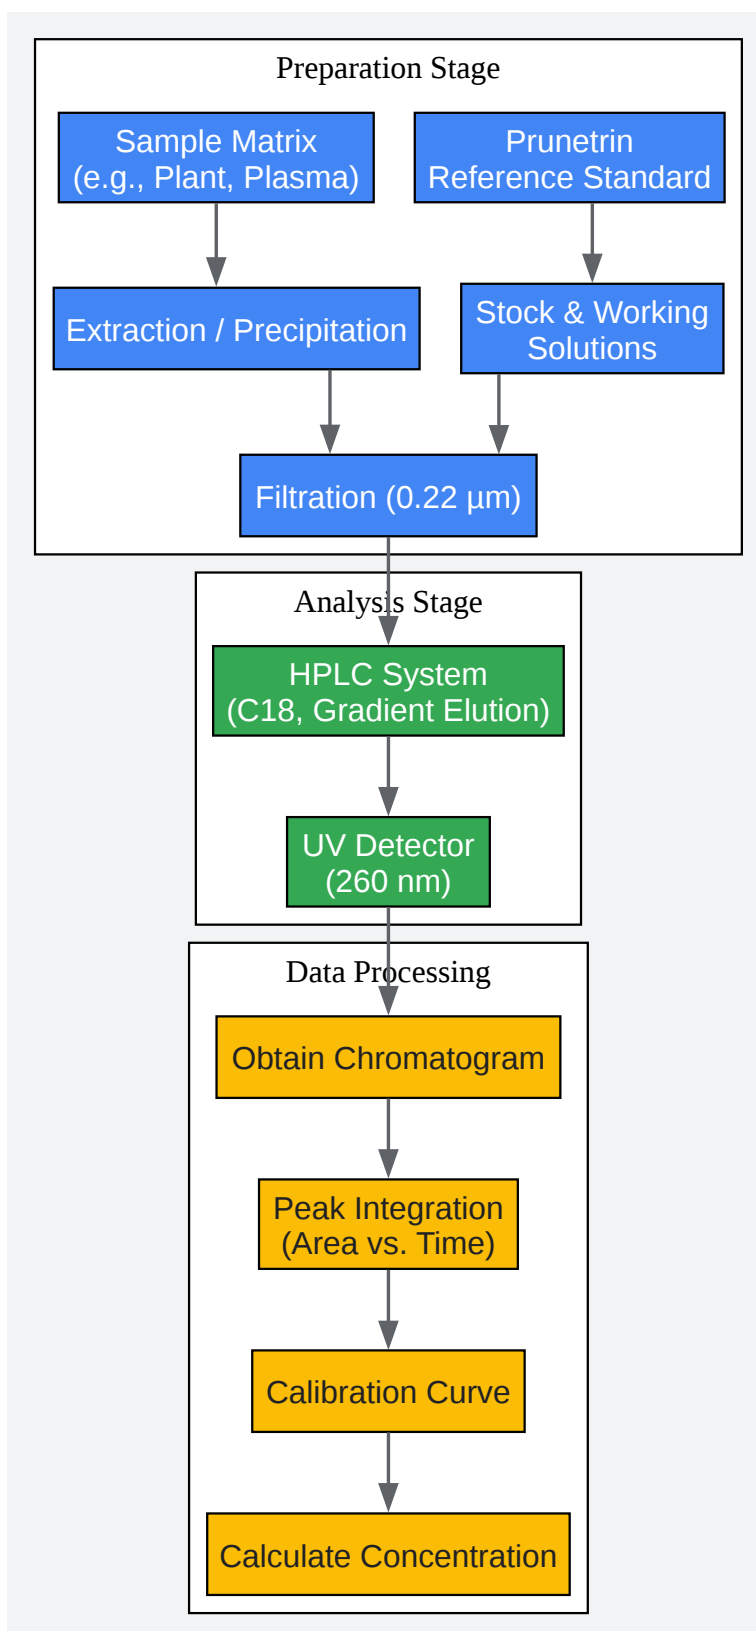 Preparation Stage
Sample Matrix
(e.g., Plant, Plasma)
Prunetrin
Reference Standard
Extraction / Precipitation
Stock & Working
Solutions
Filtration (0.22 µm)
Analysis Stage
HPLC System
(C18, Gradient Elution)
UV Detector
(260 nm)
Data Processing
Obtain Chromatogram
Peak Integration
(Area vs. Time)
Calibration Curve
Calculate Concentration